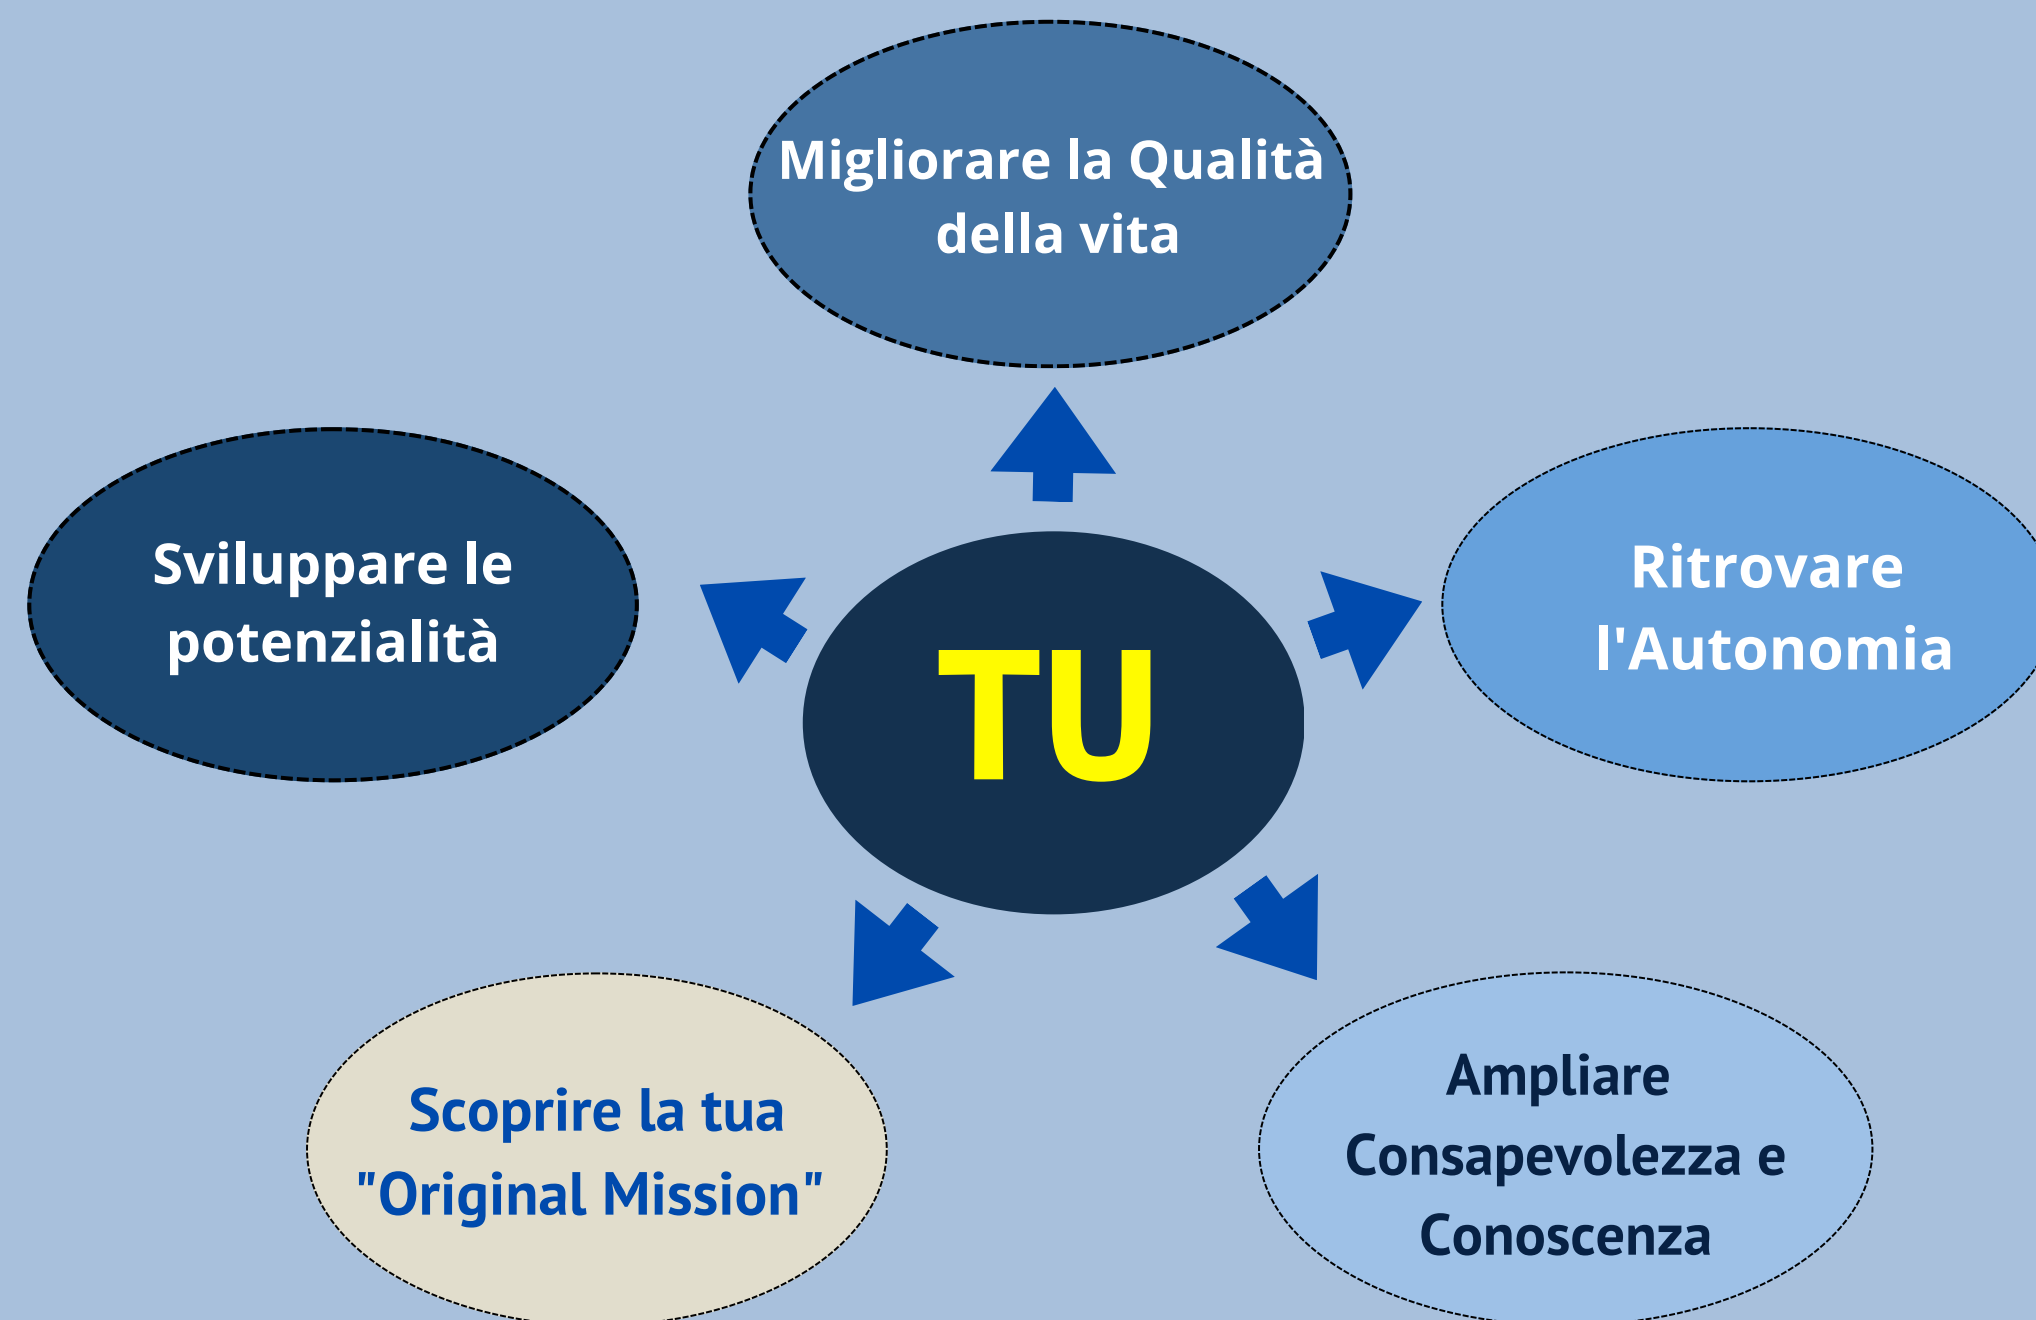 Migliorare la Qualità
della vita
Sviluppare le
potenzialità
Ritrovare
l'Autonomia
TU
Scoprire la tua
"Original Mission"
Ampliare
Consapevolezza e
Conoscenza